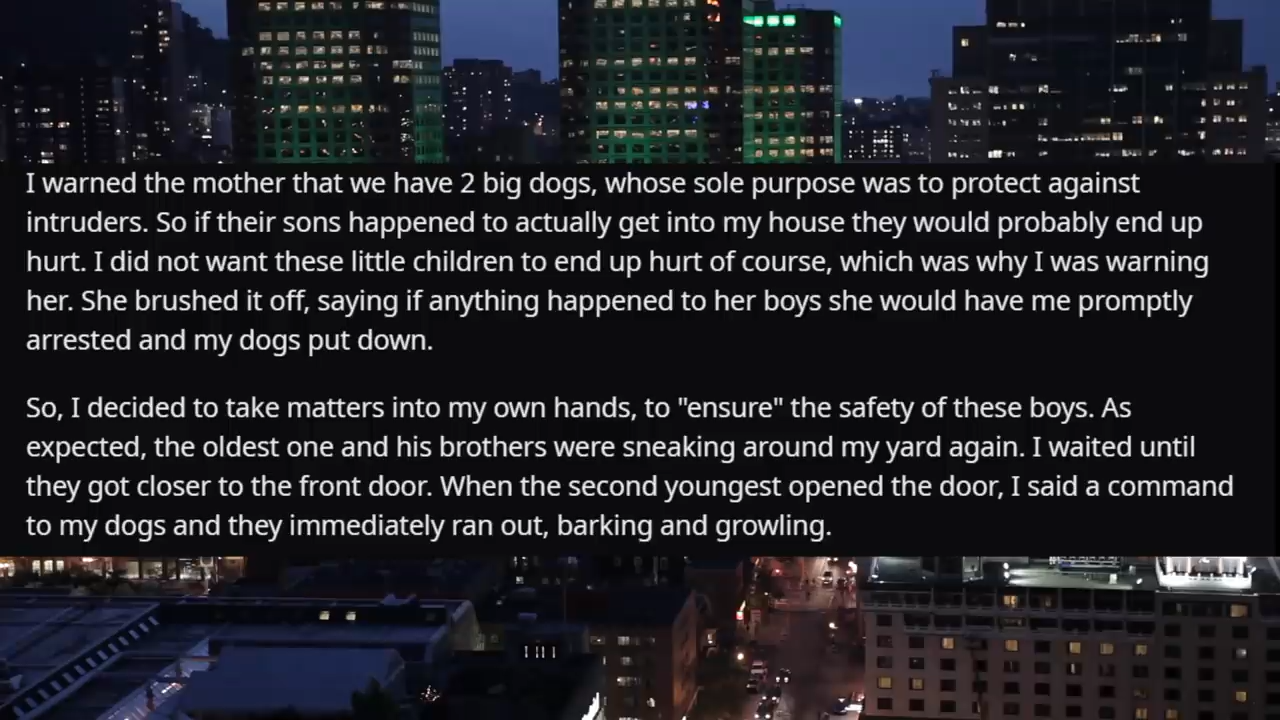 I warned the mother that we have 2 big dogs, whose sole purpose was to protect against
intruders. So if their sons happened to actually get into my house they would probably end up
hurt. I did not want these little children to end up hurt of course, which was why I was warning
her. She brushed it off, saying if anything happened to her boys she would have me promptly
arrested and my dogs put down.
So, I decided to take matters into my own hands, to "ensure" the safety of these boys. As
expected, the oldest one and his brothers were sneaking around my yard again. I waited until
they got closer to the front door. When the second youngest opened the door, I said a command
to my dogs and they immediately ran out, barking and growling.